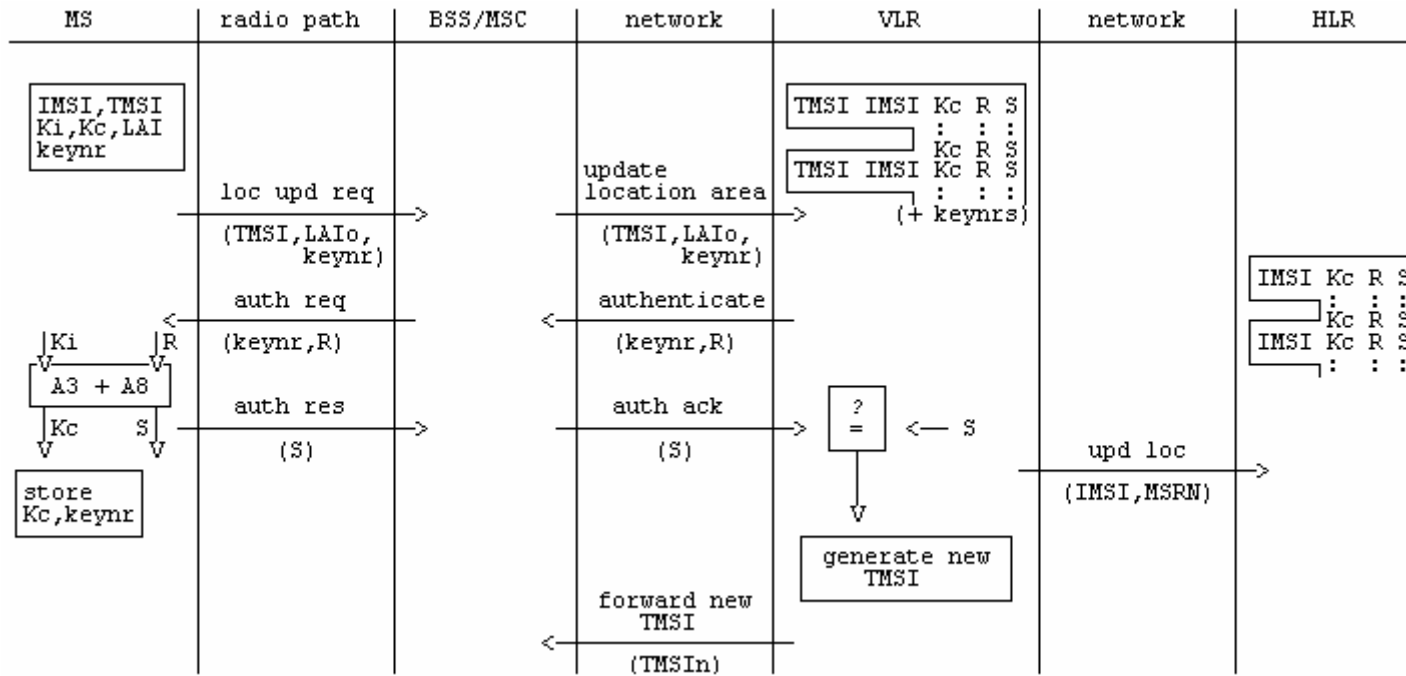 MS radio path BSS/MSC network VLR network HLR
IMSI,TMSI
Ki,Kc,LAI
keynr
TMSI IMSI Kc R S
: : :
Kc R S
TMSI IMSI Kc R S
: : :
(+ keynrs)
loc upd req
(TMSI,LAIo,
keynr)
update
location area
(TMSI,LAIo,
keynr)
IMSI Kc R S
: : :
Kc R S
IMSI Kc R S
: : :
auth req
(keynr,R)
authenticate
(keynr,R)
Ki R
A3 + A8
Kc S
auth res
(S)
auth ack
(S)
?
=
S
upd loc
(IMSI,MSRN)
store
Kc,keynr
generate new
TMSI
forward new
TMSI
(TMSIn)